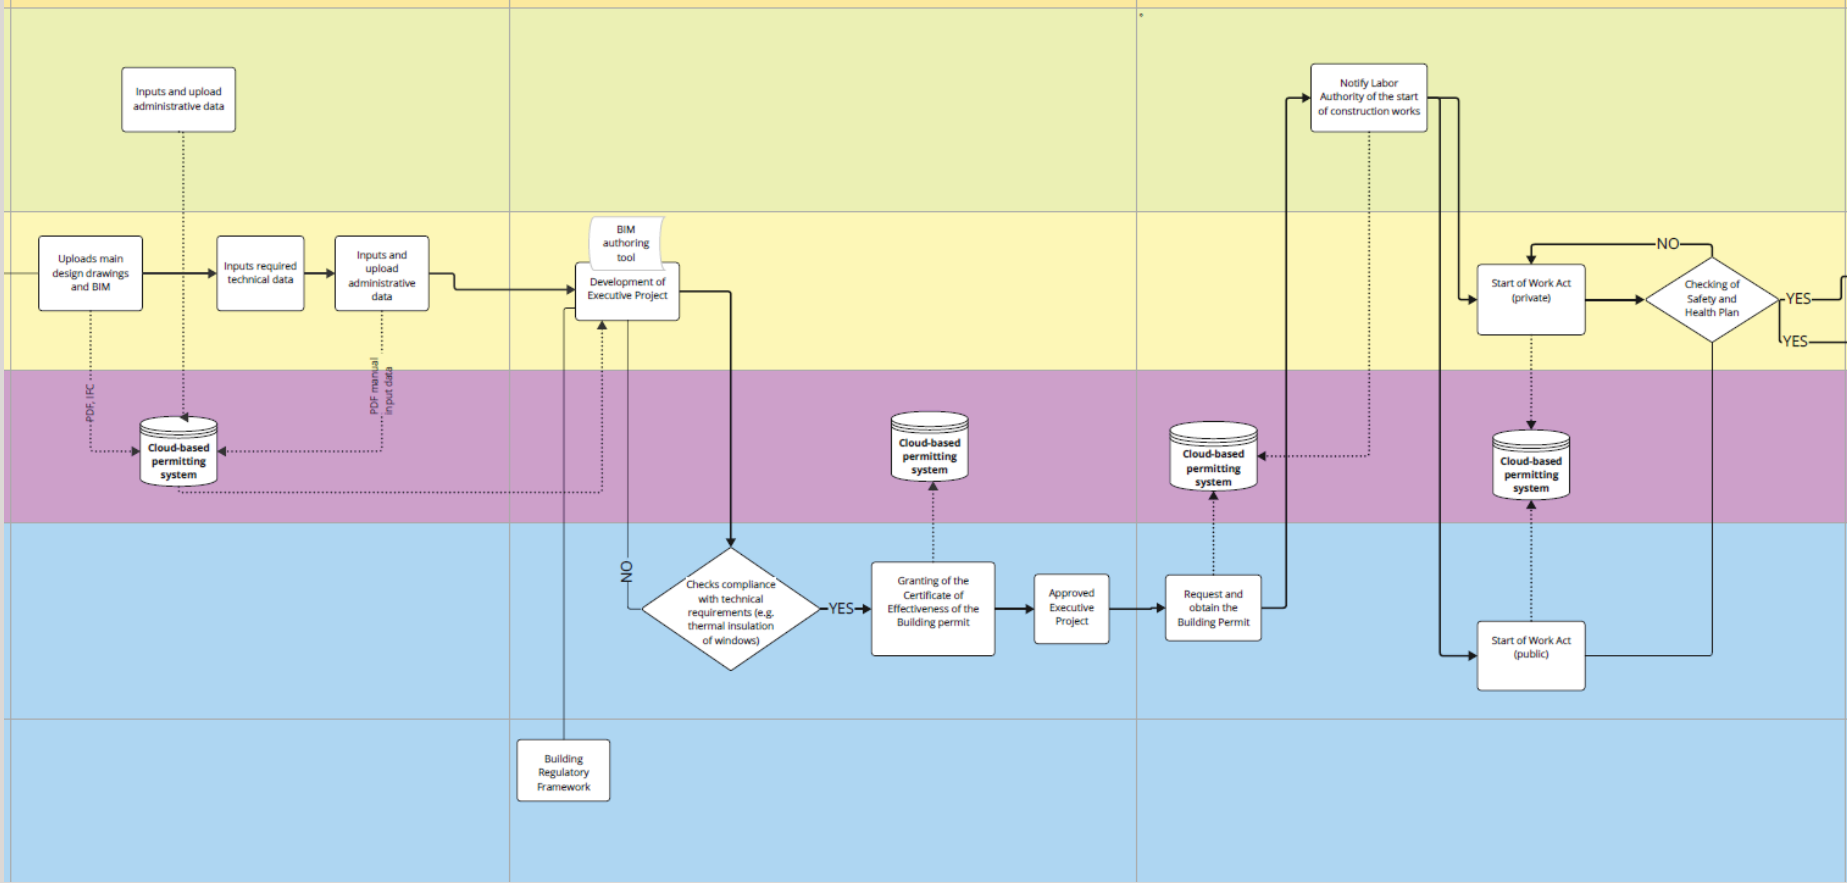 Inputs and upload
administrative data
Notify Labor
Authority of the start
of construction works
Uploads main
design drawings
and BIM
Inputs required
technical data
Inputs and
upload
administrative
data
BIM
authoring
tool
Development of
Executive Project
Start of Work Act
(private)
NO
Checking of
Safety and
Health Plan
YES
YES
PDF, IFC
PDF manual
input data
Cloud-based
permitting
system
Cloud-based
permitting
system
Cloud-based
permitting
system
Cloud-based
permitting
system
NO
Checks compliance
with technical
requirements (e.g.
thermal insulation
of windows)
YES
Granting of the
Certificate of
Effectiveness of the
Building permit
Approved
Executive
Project
Request and
obtain the
Building Permit
Start of Work Act
(public)
Building
Regulatory
Framework